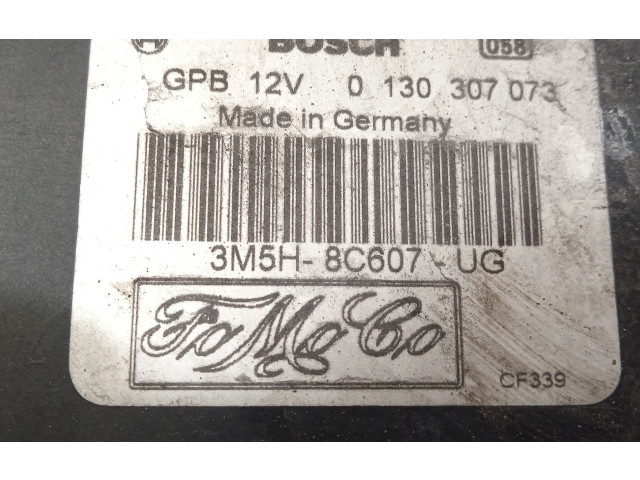 BOSCH 058
GPB 12V 0 130 307 073
Made in Germany
3M5H- 8C607 - UG
FoMoCo
CF339